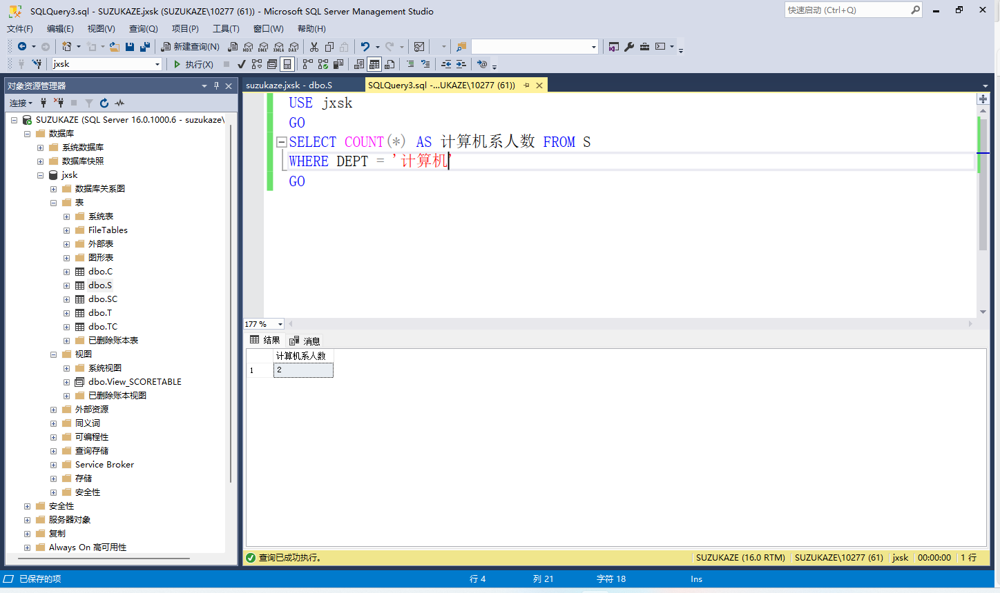 SQLQuery3.sql - SUZUKAZE.jxsk (SUZUKAZE\10277 (61)) - Microsoft SQL Server Management Studio
快速启动 (Ctrl+Q)
文件(F) 编辑(E) 视图(V) 查询(Q) 项目(P) 工具(T) 窗口(W) 帮助(H)
新建查询(N) MDX DMX XMLA DAX
jxsk 执行(X)
对象资源管理器
连接
SUZUKAZE (SQL Server 16.0.1000.6 - suzukaze\
数据库
系统数据库
数据库快照
jxsk
数据库关系图
表
系统表
FileTables
外部表
图形表
dbo.C
dbo.S
dbo.SC
dbo.T
dbo.TC
已删除账本表
视图
系统视图
dbo.View_SCORETABLE
已删除账本视图
外部资源
同义词
可编程性
查询存储
Service Broker
存储
安全性
安全性
服务器对象
复制
Always On 高可用性
suzukaze.jxsk - dbo.S
SQLQuery3.sql -...UKAZE\10277 (61))
USE jxsk
GO
SELECT COUNT(*) AS 计算机系人数 FROM S
WHERE DEPT = '计算机'
GO
177 %
结果 消息
计算机系人数
1 2
查询已成功执行。 SUZUKAZE (16.0 RTM) SUZUKAZE\10277 (61) jxsk 00:00:00 1 行
已保存的项 行 4 列 21 字符 18 Ins